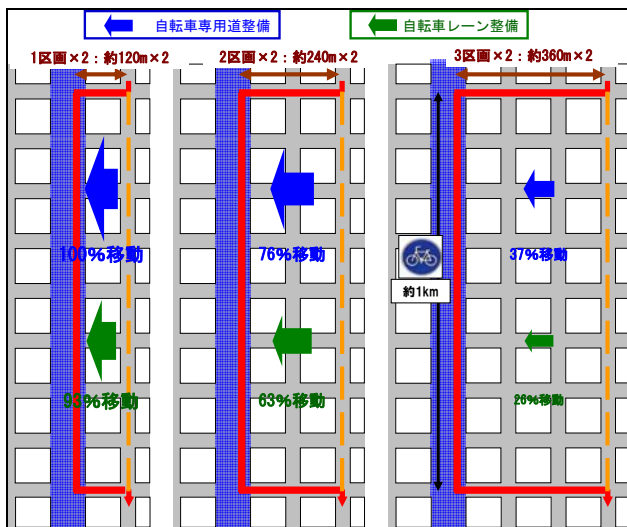 自転車専用道整備
自転車レーン整備
1区画×2：約120m×2
2区画×2：約240m×2
3区画×2：約360m×2
100%移動
76%移動
37%移動
約1km
93%移動
63%移動
26%移動